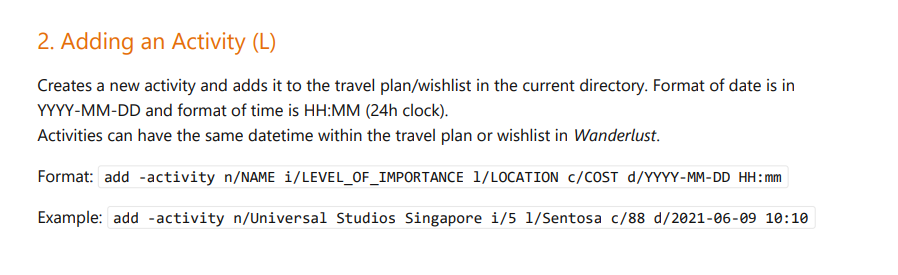 2. Adding an Activity (L)
Creates a new activity and adds it to the travel plan/wishlist in the current directory. Format of date is in
YYYY-MM-DD and format of time is HH:MM (24h clock).
Activities can have the same datetime within the travel plan or wishlist in Wanderlust.
Format: add -activity n/NAME i/LEVEL_OF_IMPORTANCE l/LOCATION c/COST d/YYYY-MM-DD HH:mm
Example: add -activity n/Universal Studios Singapore i/5 l/Sentosa c/88 d/2021-06-09 10:10